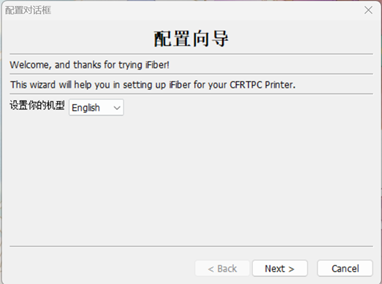 配置对话框
配置向导
Welcome, and thanks for trying iFiber!
This wizard will help you in setting up iFiber for your CFRTPC Printer.
设置你的机型 English
< Back Next > Cancel